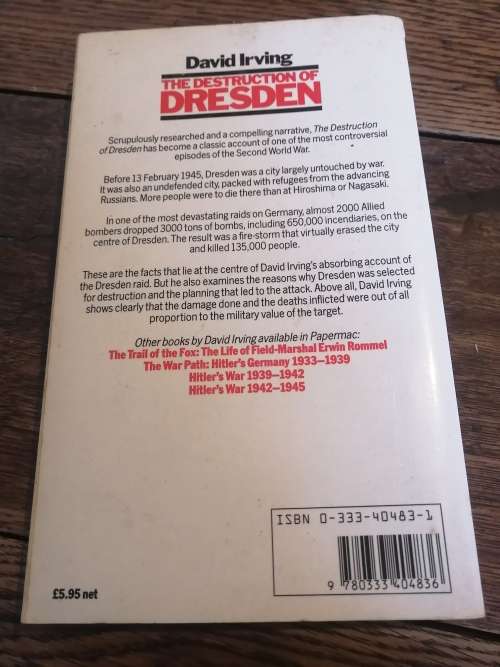 David Irving
THE DESTRUCTION OF
DRESDEN
Scrupulously researched and a compelling narrative, The Destruction
of Dresden has become a classic account of one of the most controversial
episodes of the Second World War.
Before 13 February 1945, Dresden was a city largely untouched by war.
It was also an undefended city, packed with refugees from the advancing
Russians. More people were to die there than at Hiroshima or Nagasaki.
In one of the most devastating raids on Germany, almost 2000 Allied
bombers dropped 3000 tons of bombs, including 650,000 incendiaries, on the
centre of Dresden. The result was a fire-storm that virtually erased the city
and killed 135,000 people.
These are the facts that lie at the centre of David Irving's absorbing account of
the Dresden raid. But he also examines the reasons why Dresden was selected
for destruction and the planning that led to the attack. Above all, David Irving
shows clearly that the damage done and the deaths inflicted were out of all
proportion to the military value of the target.
Other books by David Irving available in Papermac:
The Trail of the Fox: The Life of Field-Marshal Erwin Rommel
The War Path: Hitler's Germany 1933–1939
Hitler's War 1939–1942
Hitler's War 1942–1945
ISBN 0-333-40483-1
9 780333 404836
£5.95 net